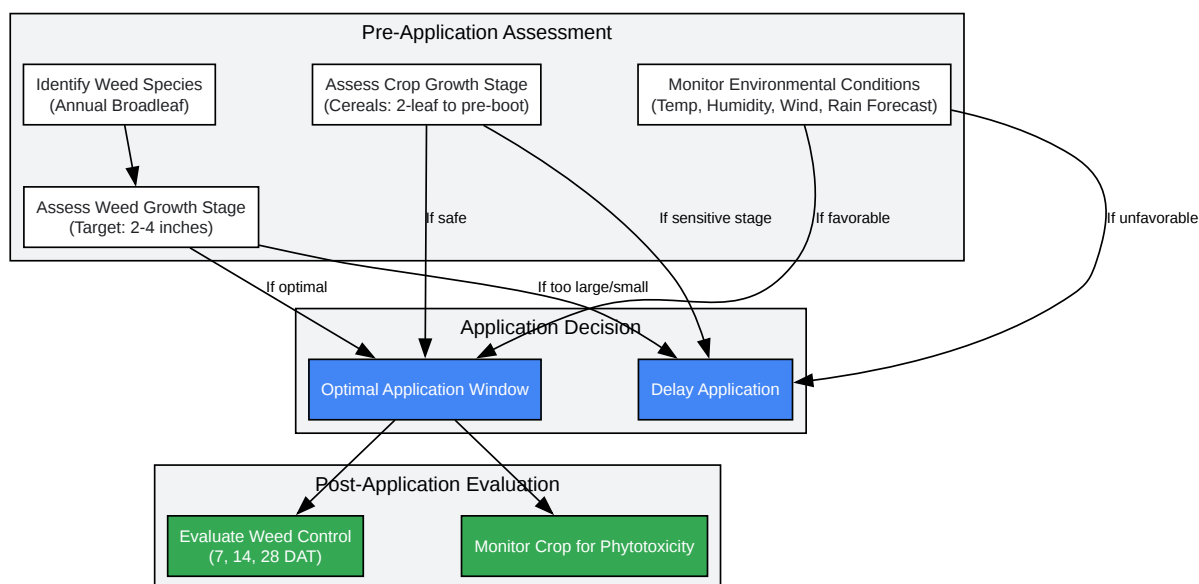 Pre-Application Assessment
Identify Weed Species
(Annual Broadleaf)
Assess Crop Growth Stage
(Cereals: 2-leaf to pre-boot)
Monitor Environmental Conditions
(Temp, Humidity, Wind, Rain Forecast)
Assess Weed Growth Stage
(Target: 2-4 inches)
If safe
If sensitive stage
If favorable
If unfavorable
If optimal
If too large/small
Application Decision
Optimal Application Window
Delay Application
Post-Application Evaluation
Evaluate Weed Control
(7, 14, 28 DAT)
Monitor Crop for Phytotoxicity